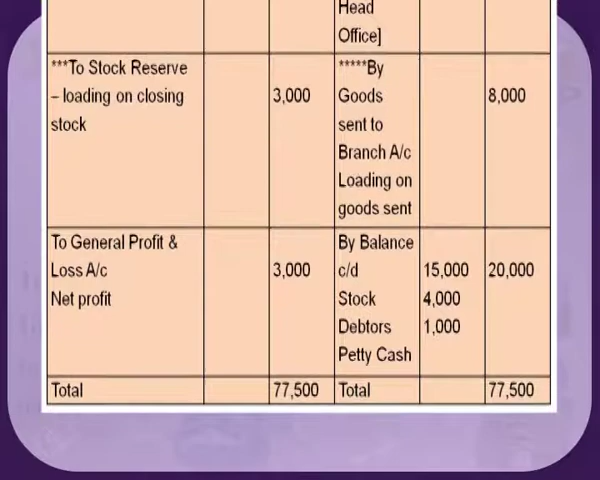 Head
Office]
***To Stock Reserve
– loading on closing
stock
3,000
*****By
Goods
sent to
Branch A/c
Loading on
goods sent
8,000
To General Profit &
Loss A/c
Net profit
3,000
By Balance
c/d
Stock
Debtors
Petty Cash
15,000
4,000
1,000
20,000
Total
77,500
Total
77,500